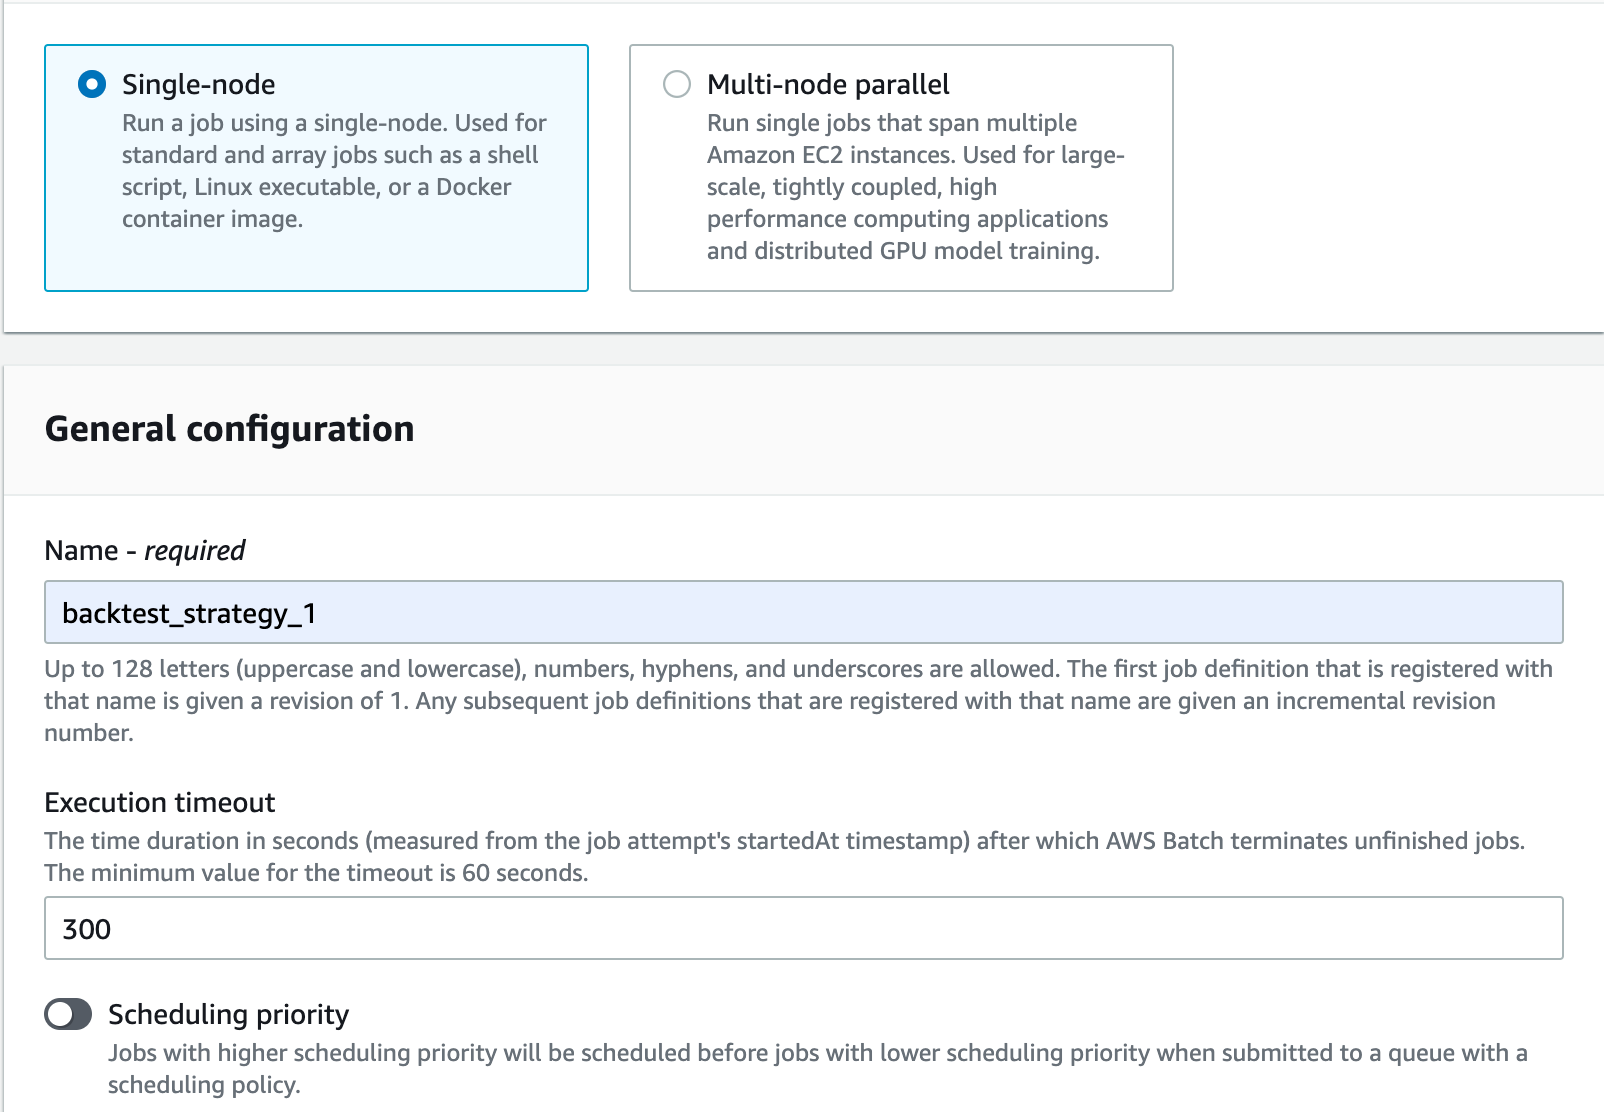 Single-node
Run a job using a single-node. Used for
standard and array jobs such as a shell
script, Linux executable, or a Docker
container image.
Multi-node parallel
Run single jobs that span multiple
Amazon EC2 instances. Used for large-
scale, tightly coupled, high
performance computing applications
and distributed GPU model training.
General configuration
Name - required
backtest_strategy_1
Up to 128 letters (uppercase and lowercase), numbers, hyphens, and underscores are allowed. The first job definition that is registered with
that name is given a revision of 1. Any subsequent job definitions that are registered with that name are given an incremental revision
number.
Execution timeout
The time duration in seconds (measured from the job attempt's startedAt timestamp) after which AWS Batch terminates unfinished jobs.
The minimum value for the timeout is 60 seconds.
300
Scheduling priority
Jobs with higher scheduling priority will be scheduled before jobs with lower scheduling priority when submitted to a queue with a
scheduling policy.